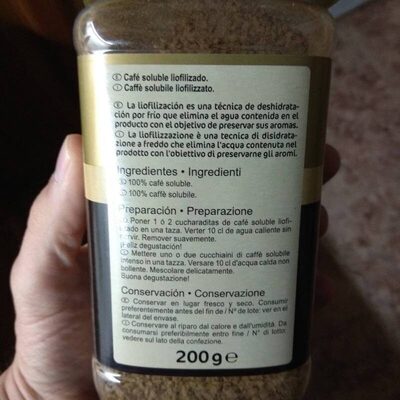 Café soluble liofilizado.
Caffè solubile liofilizzato.
La liofilización es una técnica de deshidrata-
ción por frío que elimina el agua contenida en el
producto con el objetivo de preservar sus aromas.
La liofilizzazione è una tecnica di disidrata-
zione a freddo che elimina l'acqua contenuta nel
prodotto con l'obiettivo di preservarne gli aromi.
Ingredientes • Ingredienti
100% café soluble.
100% caffè solubile.
Preparación • Preparazione
Poner 1 ó 2 cucharaditas de café soluble liofi-
lizado en una taza. Verter 10 cl de agua caliente sin
hervir. Remover suavemente.
¡Feliz degustación!
Mettere uno o due cucchiaini di caffè solubile
intenso in una tazza. Versare 10 cl d'acqua calda non
bollente. Mescolare delicatamente.
Buona degustazione!
Conservación • Conservazione
Conservar en lugar fresco y seco. Consumir
preferentemente antes del fin de / N° de lote: ver en el
lateral del envase.
Conservare al riparo dal calore e dall'umidità. Da
consumarsi preferibilmente entro fine / N° di lotto:
vedere sul lato della confezione.
200g e